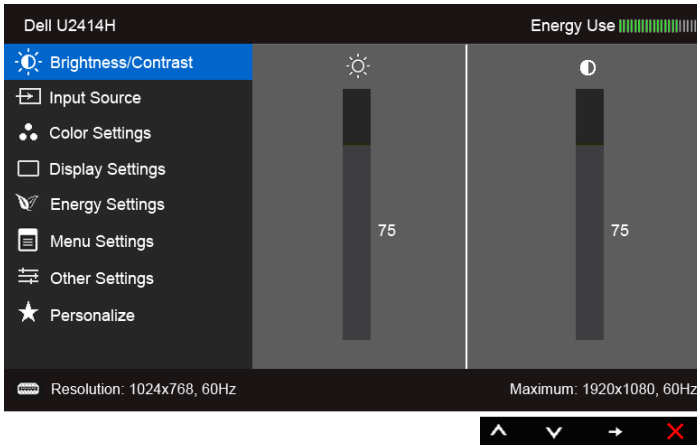 Dell U2414H
Energy Use
Brightness/Contrast
Input Source
Color Settings
Display Settings
Energy Settings
Menu Settings
Other Settings
Personalize
75
75
Resolution: 1024x768, 60Hz
Maximum: 1920x1080, 60Hz